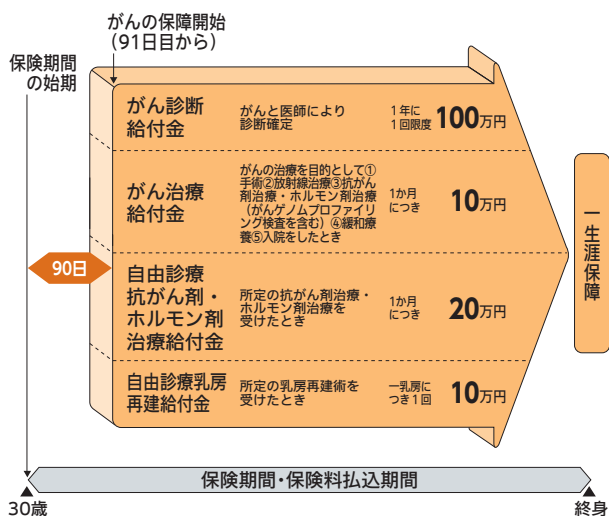 がんの保障開始
（91日目から）
保険期間
の始期
がん診断
給付金
がんと医師により
診断確定
1年に
1回限度
100万円
がん治療
給付金
がんの治療を目的として①
手術②放射線治療③抗がん
剤治療・ホルモン剤治療
（がんゲノムプロファイリ
ング検査を含む）④緩和療
養⑤入院をしたとき
1か月
につき
10万円
90日
自由診療
抗がん剤・
ホルモン剤
治療給付金
所定の抗がん剤治療・
ホルモン剤治療を
受けたとき
1か月
につき
20万円
自由診療乳房
再建給付金
所定の乳房再建術を
受けたとき
一乳房に
つき1回
10万円
一生涯保障
保険期間・保険料払込期間
30歳
終身